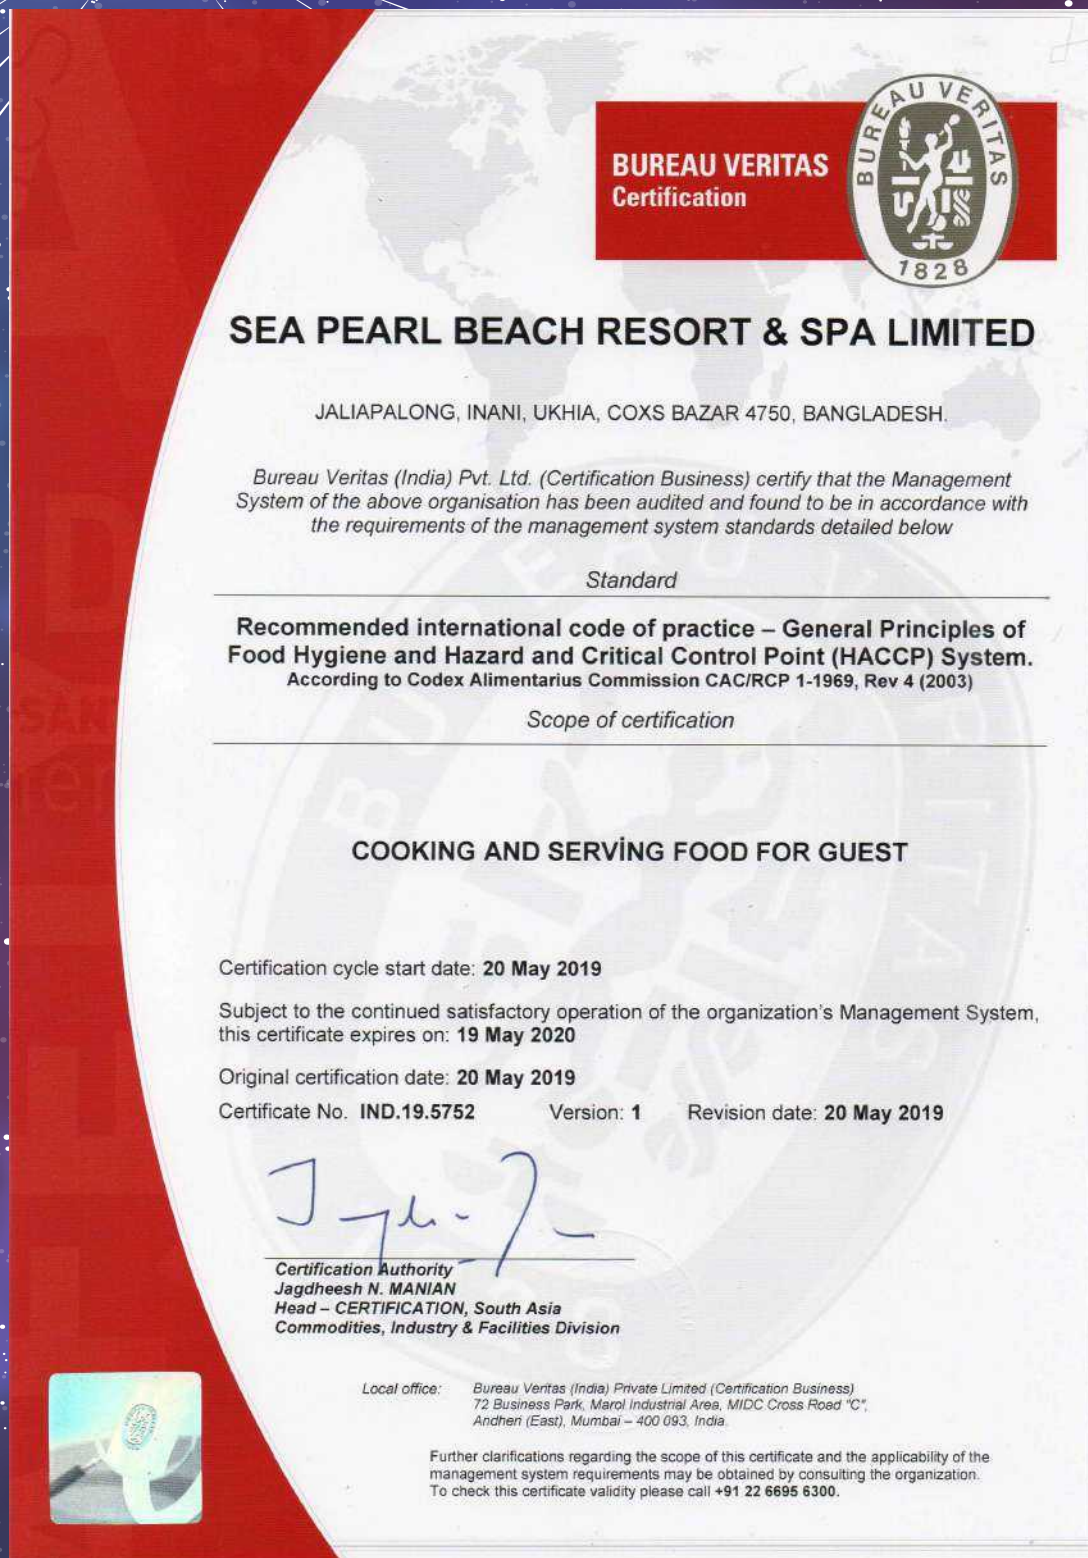 BUREAU VERITAS
Certification
BUREAU VERITAS
1828
SEA PEARL BEACH RESORT & SPA LIMITED
JALIAPALONG, INANI, UKHIA, COXS BAZAR 4750, BANGLADESH.
Bureau Veritas (India) Pvt. Ltd. (Certification Business) certify that the Management
System of the above organisation has been audited and found to be in accordance with
the requirements of the management system standards detailed below
Standard
Recommended international code of practice – General Principles of
Food Hygiene and Hazard and Critical Control Point (HACCP) System.
According to Codex Alimentarius Commission CAC/RCP 1-1969, Rev 4 (2003)
Scope of certification
COOKING AND SERVİNG FOOD FOR GUEST
Certification cycle start date: 20 May 2019
Subject to the continued satisfactory operation of the organization's Management System,
this certificate expires on: 19 May 2020
Original certification date: 20 May 2019
Certificate No. IND.19.5752 Version: 1 Revision date: 20 May 2019
Certification Authority
Jagdheesh N. MANIAN
Head – CERTIFICATION, South Asia
Commodities, Industry & Facilities Division
Local office: Bureau Veritas (India) Private Limited (Certification Business)
72 Business Park, Marol Industrial Area, MIDC Cross Road "C",
Andheri (East), Mumbai – 400 093, India.
Further clarifications regarding the scope of this certificate and the applicability of the
management system requirements may be obtained by consulting the organization.
To check this certificate validity please call +91 22 6695 6300.